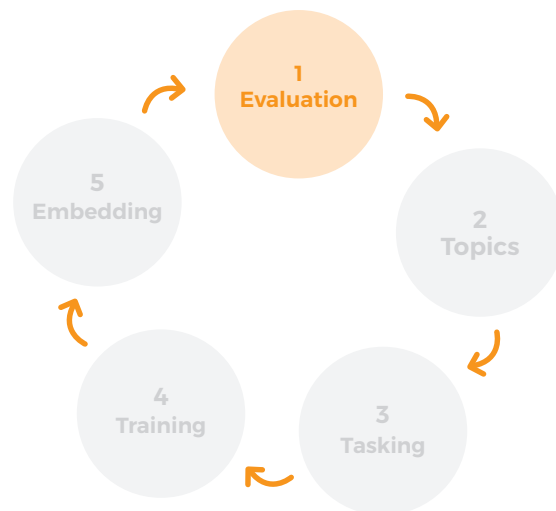 1
Evaluation
2
Topics
3
Tasking
4
Training
5
Embedding